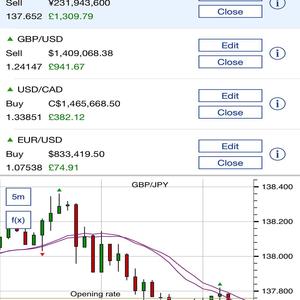 Sell ¥231,943,600
137.652 £1,309.79
Close
GBP/USD
Sell $1,409,068.38
1.24147 £941.67
Edit
Close
USD/CAD
Buy C$1,465,668.50
1.33851 £382.12
Edit
Close
EUR/USD
Buy $833,419.50
1.07538 £74.91
Edit
Close
GBP/JPY
5m
f(x)
138.400
138.200
138.000
137.800
Opening rate